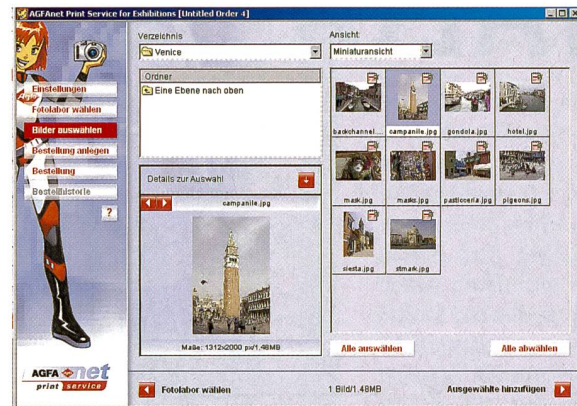 AGFAnet Print Service for Exhibitions [Untitled Order 4]
Verzeichnis
Venice
Ansicht:
Miniaturansicht
Ordner
Eine Ebene nach oben
Einstellungen
Fotolabor wählen
Bilder auswählen
Bestellung anlegen
Bestellung
Bestellhistorie
?
Details zur Auswahl
campanile.jpg
Maße: 1312x2000 px/1,48MB
backchannel...
campanile.jpg
gondola.jpg
hotel.jpg
mask.jpg
masks.jpg
pasticceria.jpg
pigeons.jpg
siesta.jpg
stmark.jpg
Alle auswählen
Alle abwählen
AGFA net
print service
Fotolabor wählen
1 Bild/1.48MB
Ausgewählte hinzufügen